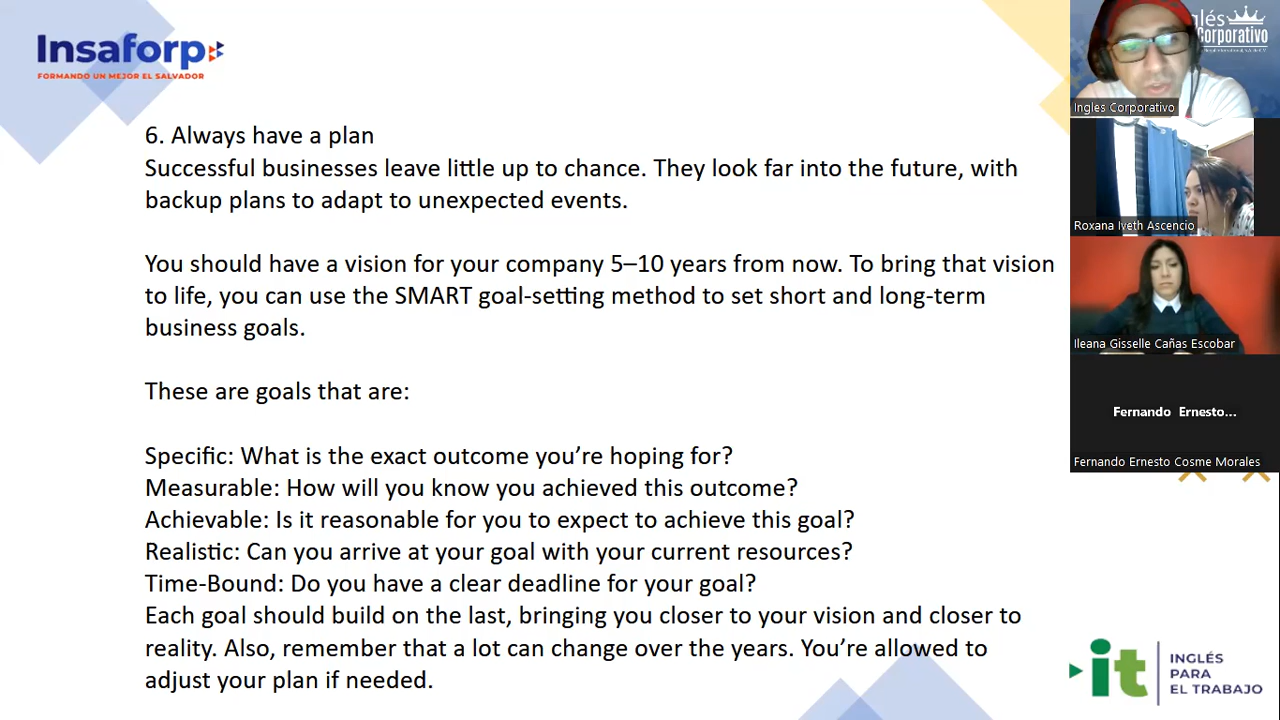 Insaforp
FORMANDO UN MEJOR EL SALVADOR
6. Always have a plan
Successful businesses leave little up to chance. They look far into the future, with
backup plans to adapt to unexpected events.
You should have a vision for your company 5–10 years from now. To bring that vision
to life, you can use the SMART goal-setting method to set short and long-term
business goals.
These are goals that are:
Specific: What is the exact outcome you’re hoping for?
Measurable: How will you know you achieved this outcome?
Achievable: Is it reasonable for you to expect to achieve this goal?
Realistic: Can you arrive at your goal with your current resources?
Time-Bound: Do you have a clear deadline for your goal?
Each goal should build on the last, bringing you closer to your vision and closer to
reality. Also, remember that a lot can change over the years. You’re allowed to
adjust your plan if needed.
it
INGLÉS
PARA
EL TRABAJO
Ingles Corporativo
Roxana Iveth Ascencio
Ileana Gisselle Cañas Escobar
Fernando Ernesto...
Fernando Ernesto Cosme Morales